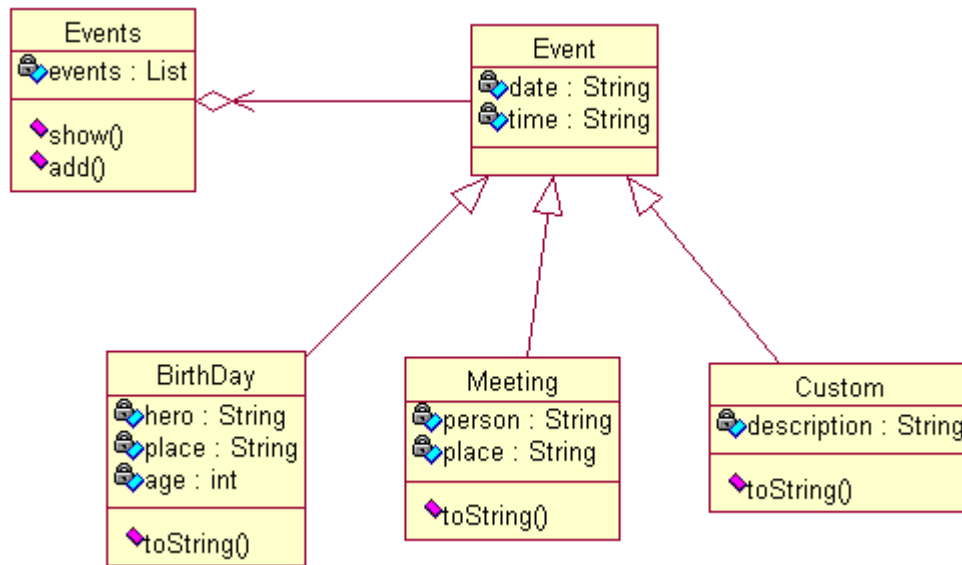 Events
events : List
show()
add()
Event
date : String
time : String
BirthDay
hero : String
place : String
age : int
toString()
Meeting
person : String
place : String
toString()
Custom
description : String
toString()